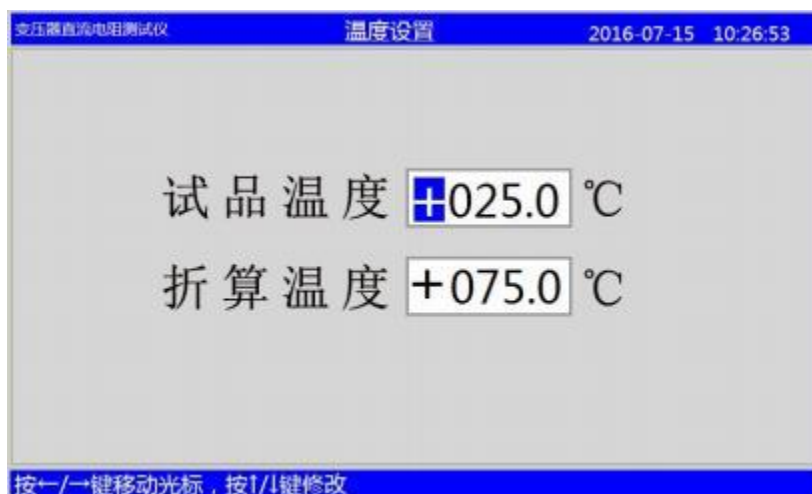 变压器直流电阻测试仪 温度设置 2016-07-15 10:26:53
试品温度 +025.0 ℃
折算温度 +075.0 ℃
按←/→键移动光标，按↑/↓键修改